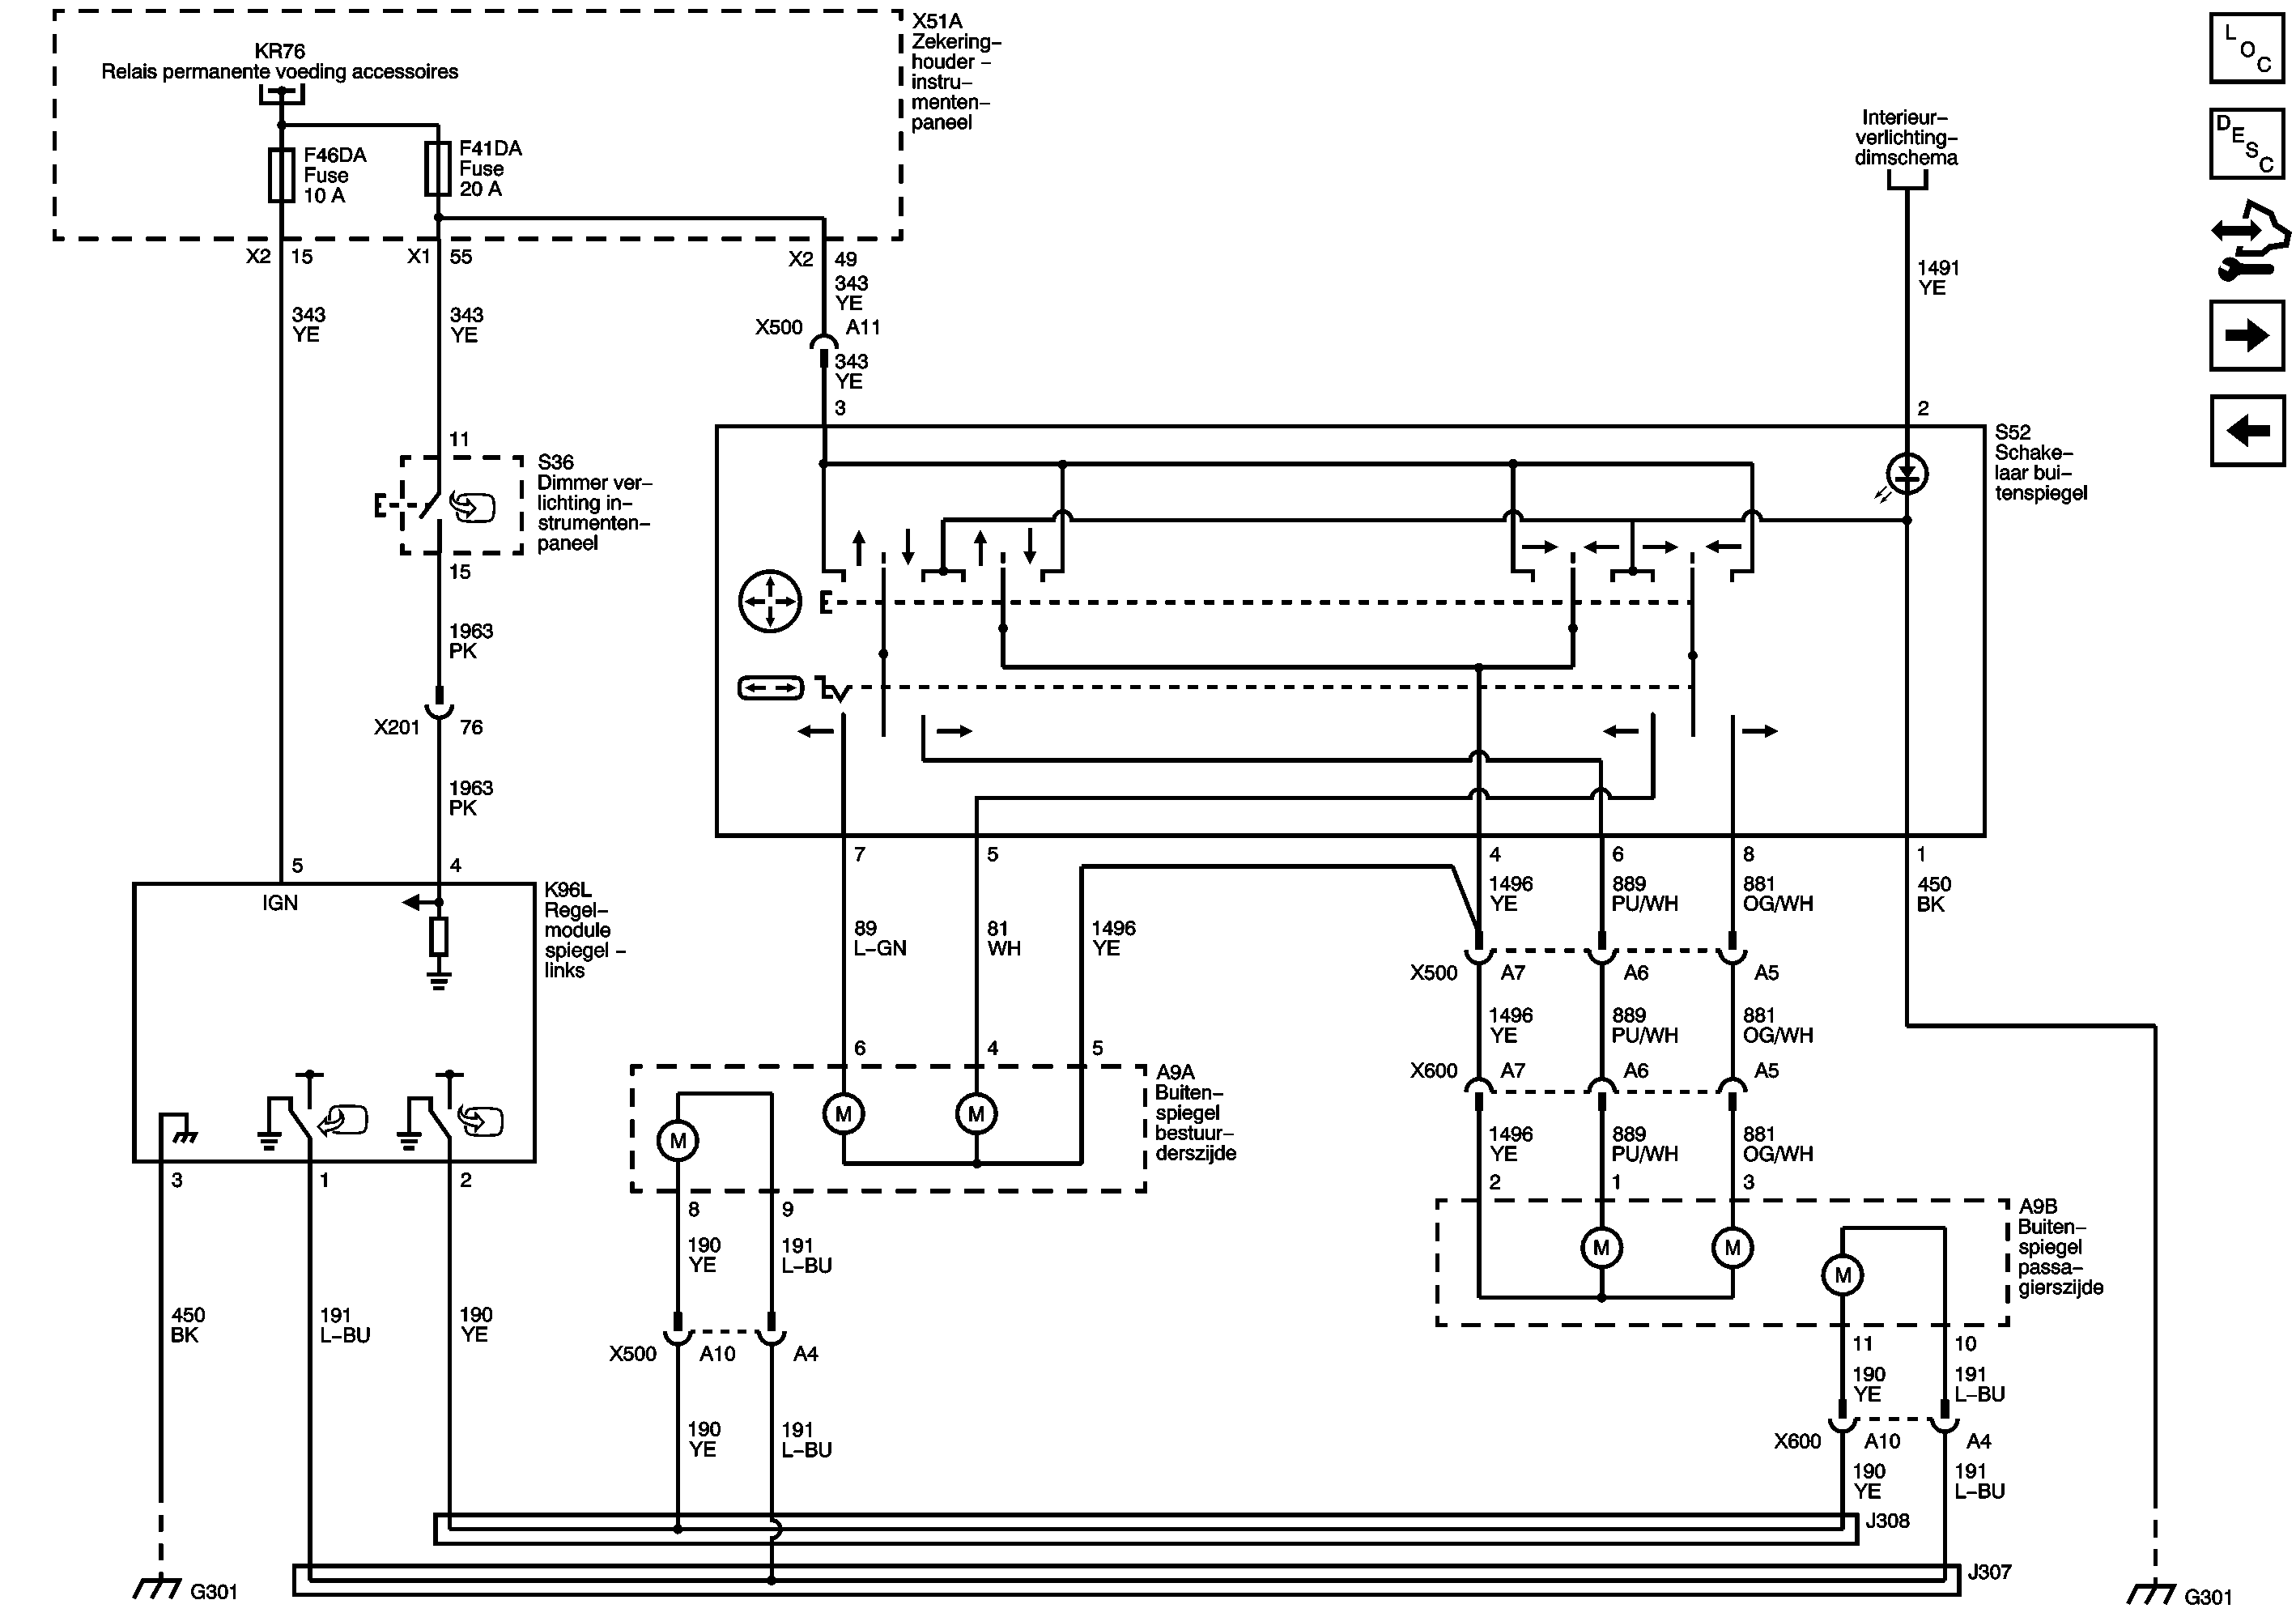 KR76
Relais permanente voeding accessoires
F46DA
Fuse
10 A
F41DA
Fuse
20 A
X51A
Zekering–
houder –
instru–
menten–
paneel
L
O
C
D
E
S
C
Interieur–
verlichting–
dimschema
X2 15
X1 55
X2 49
343
YE
343
YE
343
YE
X500 A11
343
YE
3
1491
YE
2
11
S36
Dimmer ver–
lichting in–
strumenten–
paneel
15
S52
Schake–
laar bui–
tenspiegel
1963
PK
X201 76
1963
PK
5
4
IGN
K96L
Regel–
module
spiegel –
links
7
5
4
6
8
1
89
L–GN
81
WH
1496
YE
1496
YE
889
PU/WH
881
OG/WH
450
BK
X500 A7 A6 A5
1496
YE
889
PU/WH
881
OG/WH
X600 A7 A6 A5
1496
YE
889
PU/WH
881
OG/WH
6
4
5
A9A
Buiten–
spiegel
bestuur–
derszijde
M
M
M
3
1
2
8
9
2
1
3
A9B
Buiten–
spiegel
passa–
gierszijde
M
M
M
450
BK
191
L–BU
190
YE
190
YE
191
L–BU
X500 A10 A4
190
YE
191
L–BU
11
10
190
YE
191
L–BU
X600 A10 A4
190
YE
191
L–BU
J308
J307
G301
G301